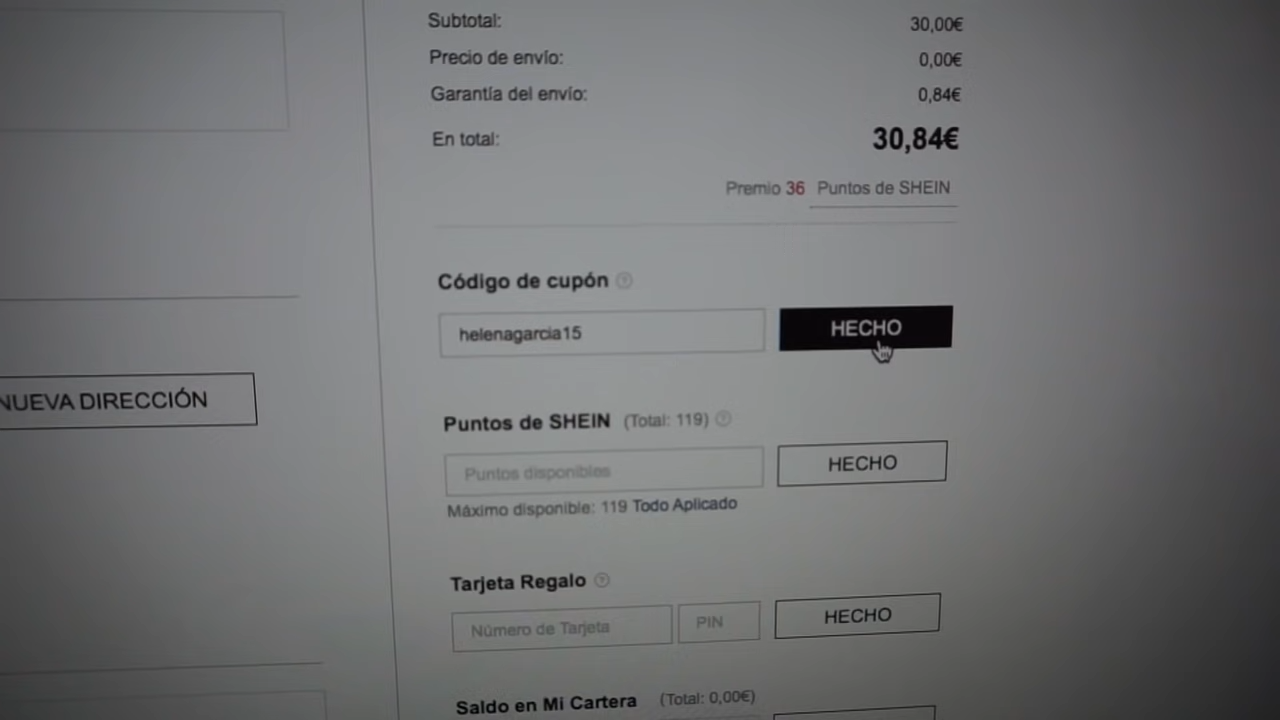 Subtotal: 30,00€
Precio de envío: 0,00€
Garantía del envío: 0,84€
En total: 30,84€
Premio 36 Puntos de SHEIN
Código de cupón ?
helenagarcia15 HECHO
NUEVA DIRECCIÓN
Puntos de SHEIN (Total: 119) ?
Puntos disponibles HECHO
Máximo disponible: 119 Todo Aplicado
Tarjeta Regalo ?
Número de Tarjeta PIN HECHO
Saldo en Mi Cartera (Total: 0,00€)